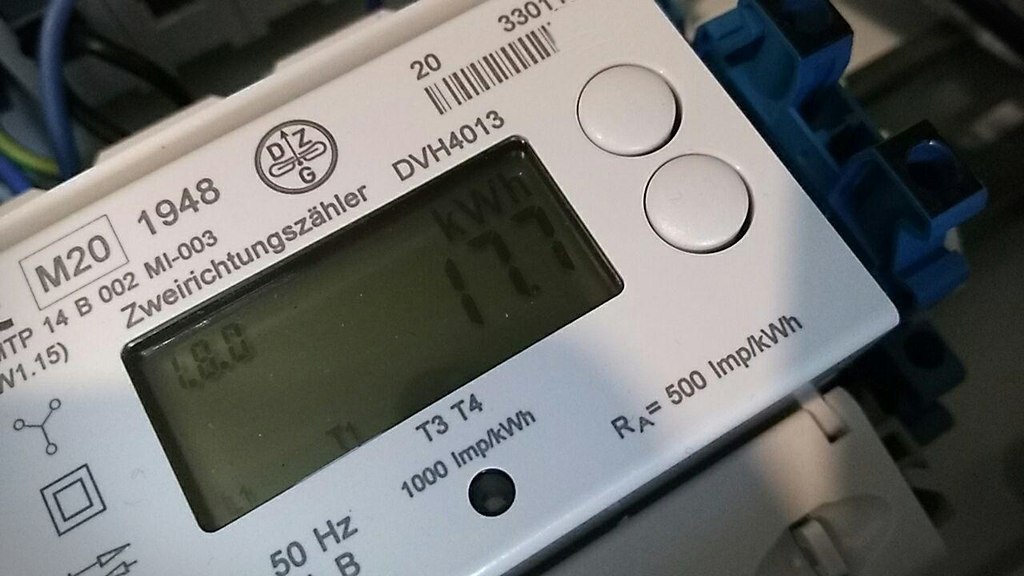 20 3301
DVH4013
DZG
M20 1948
MTP 14 B 002 MI-003
Zweirichtungszähler
W1.15)
kWh
17.7
1.8.0
T1
T3 T4
1000 Imp/kWh
RA= 500 Imp/kWh
50 Hz
B